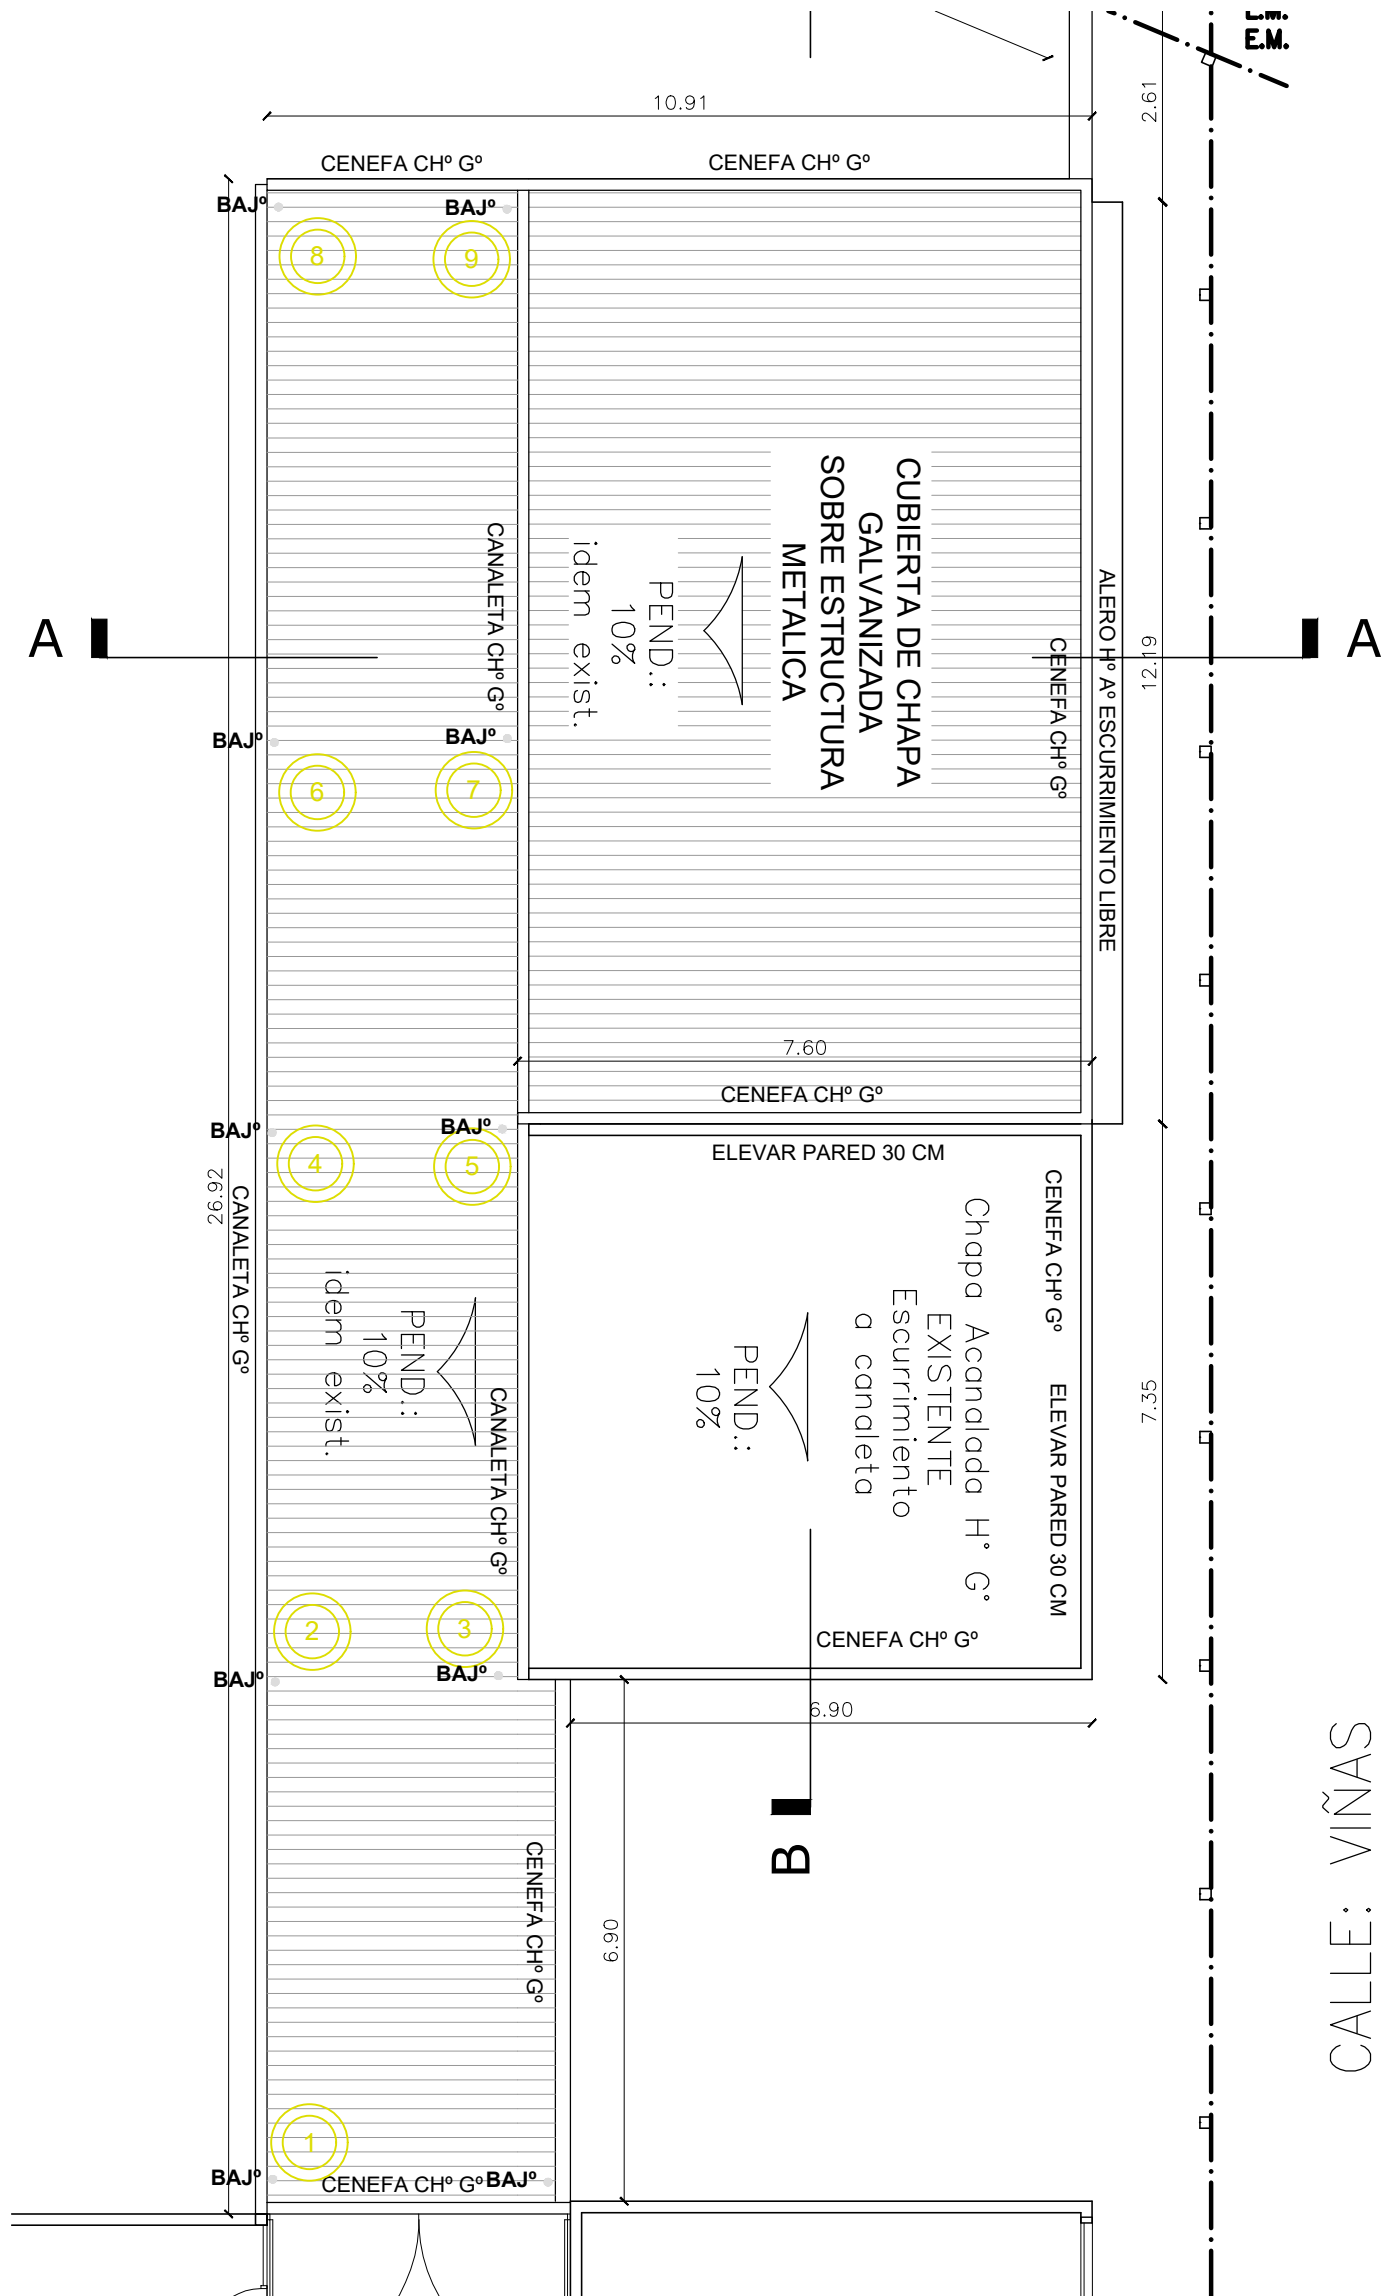 E.M.
E.M.
10.91
2.61
CENEFA CHº Gº
CENEFA CHº Gº
BAJº
BAJº
8
9
CUBIERTA DE CHAPA
GALVANIZADA
SOBRE ESTRUCTURA
METALICA
PEND.:
10%
idem exist.
CANALETA CHº Gº
CENEFA CHº Gº
ALERO Hº Aº ESCURRIMIENTO LIBRE
12.19
A
A
BAJº
BAJº
6
7
7.60
CENEFA CHº Gº
BAJº
BAJº
4
5
ELEVAR PARED 30 CM
26.92
CANALETA CHº Gº
CENEFA CHº Gº
ELEVAR PARED 30 CM
Chapa Acanalada H° G°
EXISTENTE
Escurrimiento
a canaleta
PEND.:
10%
7.35
PEND.:
10%
idem exist.
CANALETA CHº Gº
2
3
CENEFA CHº Gº
BAJº
BAJº
6.90
B
CENEFA CHº Gº
6.90
CALLE: VIÑAS
1
BAJº
CENEFA CHº Gº
BAJº